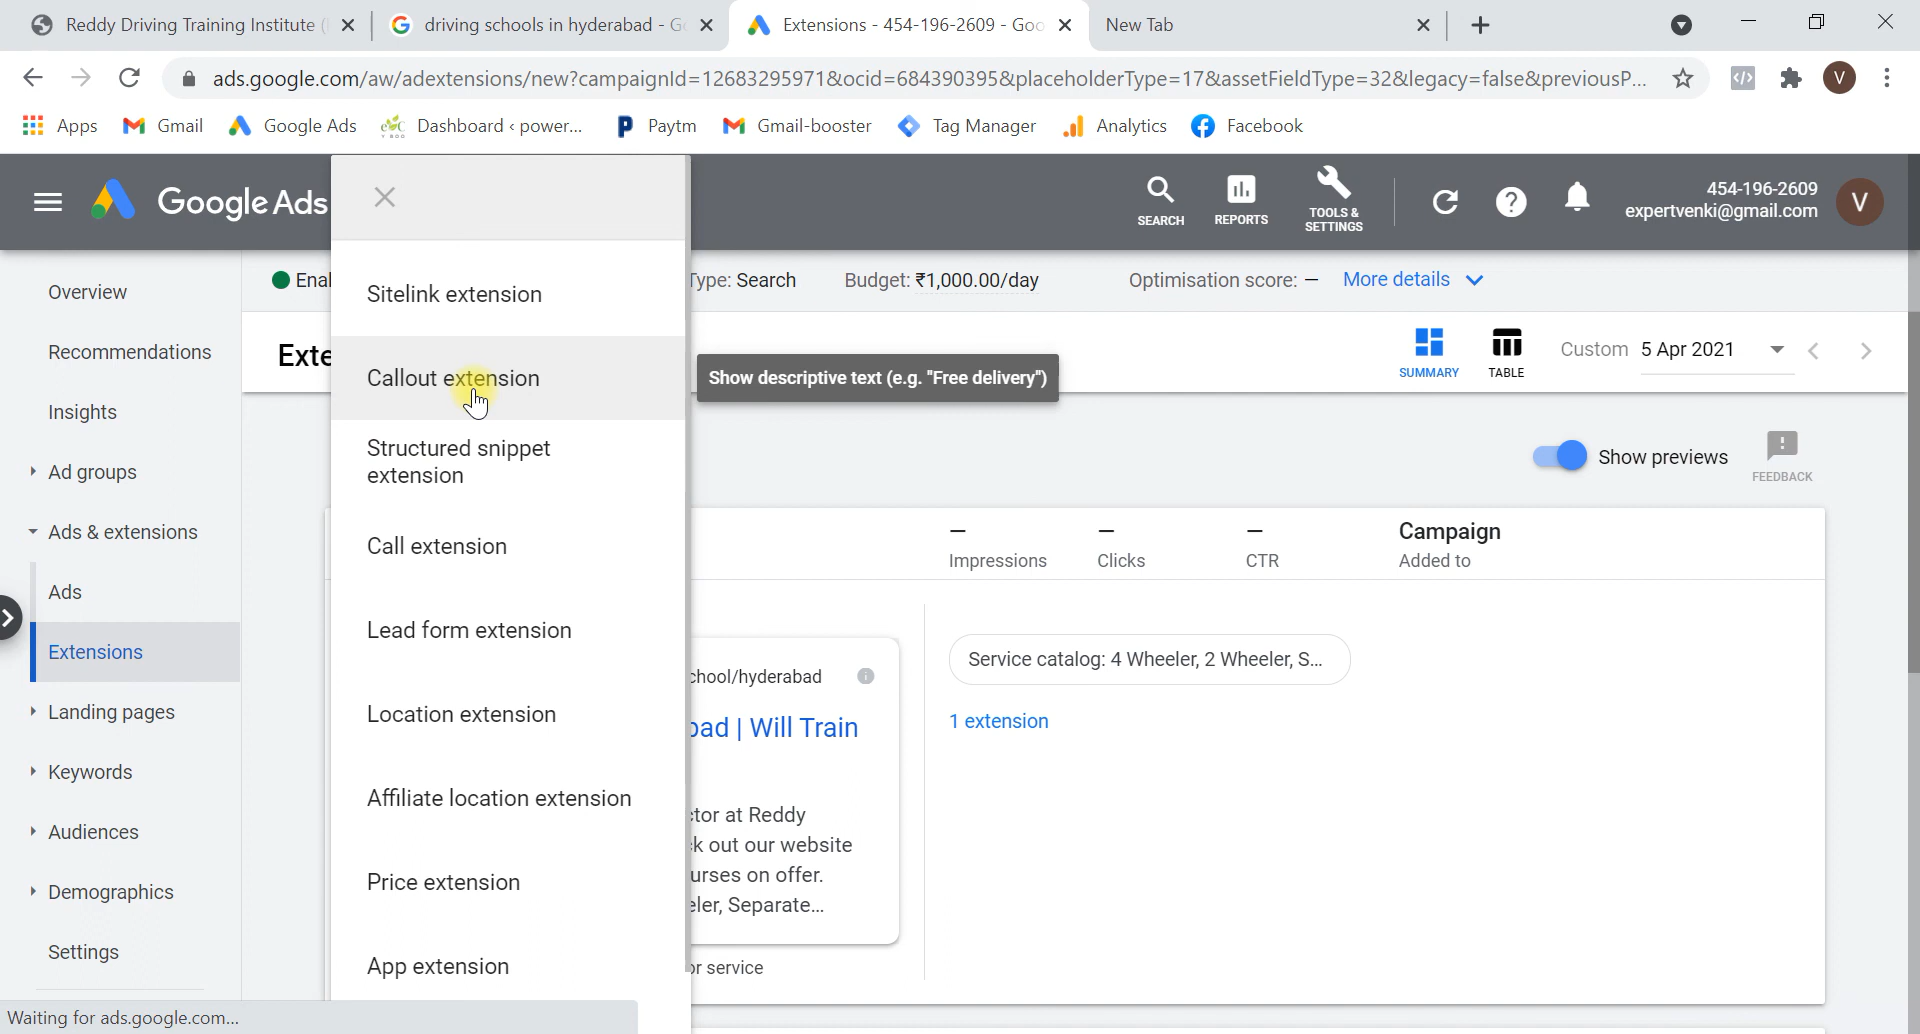 Reddy Driving Training Institute (
driving schools in hyderabad - Go
Extensions - 454-196-2609 - Goo
New Tab
ads.google.com/aw/adextensions/new?campaignId=12683295971&ocid=684390395&placeholderType=17&assetFieldType=32&legacy=false&previousP...
V
Apps
Gmail
Google Ads
Dashboard ‹ power...
Paytm
Gmail-booster
Tag Manager
Analytics
Facebook
Google Ads
SEARCH
REPORTS
TOOLS &
SETTINGS
454-196-2609
expertvenki@gmail.com
V
Overview
Recommendations
Insights
Ad groups
Ads & extensions
Ads
Extensions
Landing pages
Keywords
Audiences
Demographics
Settings
Sitelink extension
Callout extension
Structured snippet
extension
Call extension
Lead form extension
Location extension
Affiliate location extension
Price extension
App extension
Show descriptive text (e.g. "Free delivery")
Enal
Type: Search
Budget: ₹1,000.00/day
Optimisation score: –
More details
Exte
SUMMARY
TABLE
Custom
5 Apr 2021
Show previews
FEEDBACK
–
Impressions
–
Clicks
–
CTR
Campaign
Added to
chool/hyderabad
bad | Will Train
ctor at Reddy
ck out our website
urses on offer.
eler, Separate...
or service
Service catalog: 4 Wheeler, 2 Wheeler, S...
1 extension
Waiting for ads.google.com...